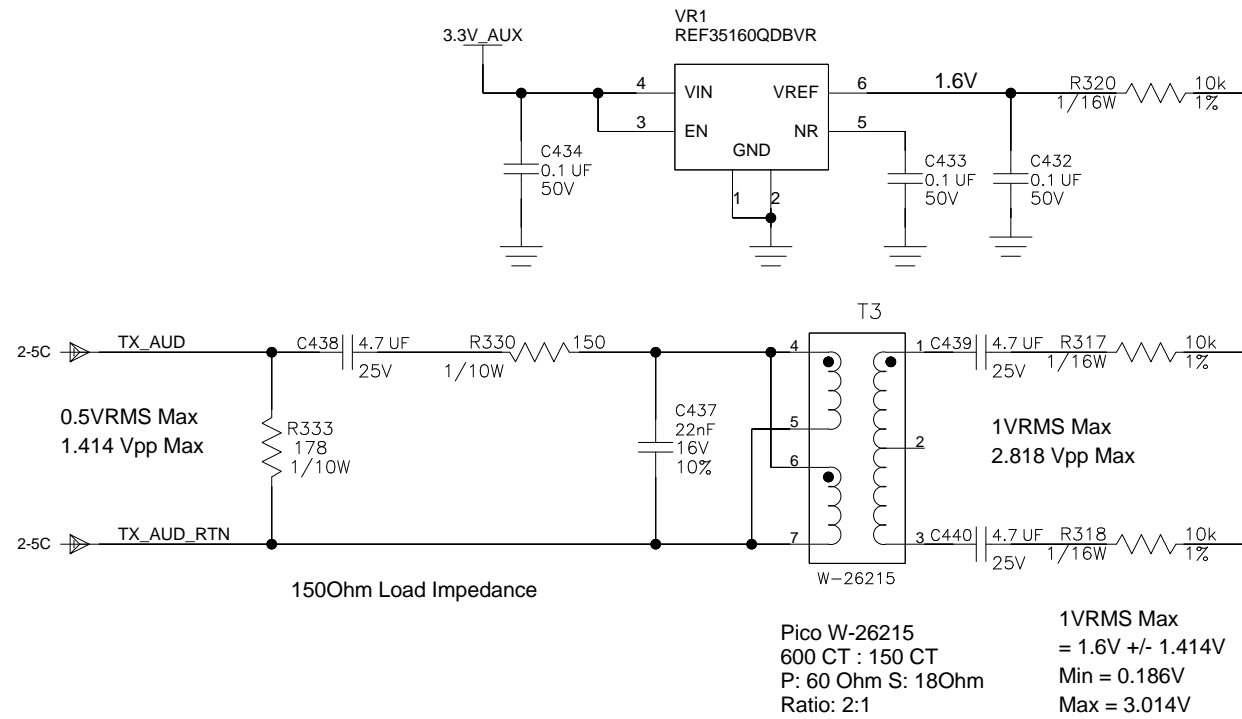 VR1
REF35160QDBVR
3.3V_AUX
4
VIN
VREF
6
1.6V
R320
1/16W
10k
1%
3
EN
NR
5
GND
1
2
C434
0.1 UF
50V
C433
0.1 UF
50V
C432
0.1 UF
50V
T3
2-5C
TX_AUD
C438
4.7 UF
25V
R330
1/10W
150
4
1
C439
4.7 UF
25V
R317
1/16W
10k
1%
0.5VRMS Max
1.414 Vpp Max
R333
178
1/10W
C437
22nF
16V
10%
5
6
2
1VRMS Max
2.818 Vpp Max
2-5C
TX_AUD_RTN
7
3
C440
4.7 UF
25V
R318
1/16W
10k
1%
W-26215
150Ohm Load Impedance
Pico W-26215
600 CT : 150 CT
P: 60 Ohm S: 18Ohm
Ratio: 2:1
1VRMS Max
= 1.6V +/- 1.414V
Min = 0.186V
Max = 3.014V